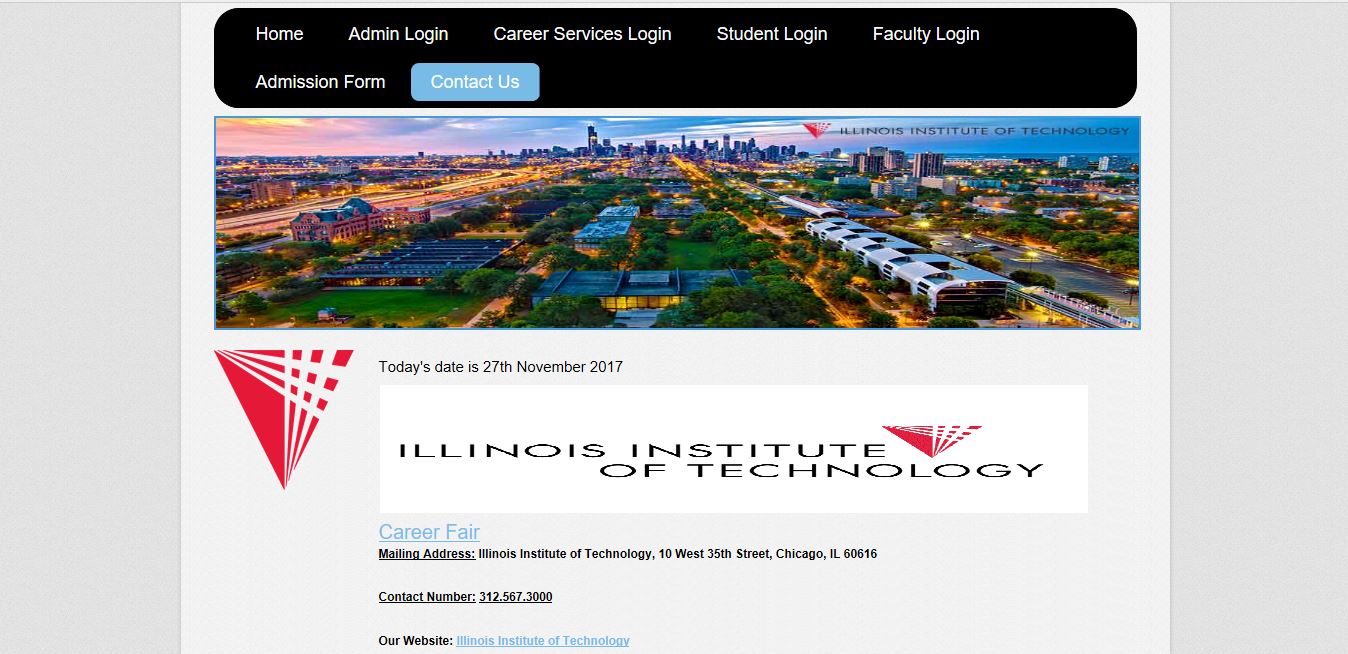 Home Admin Login Career Services Login Student Login Faculty Login
Admission Form Contact Us
ILLINOIS INSTITUTE OF TECHNOLOGY
Today's date is 27th November 2017
ILLINOIS INSTITUTE
OF TECHNOLOGY
Career Fair
Mailing Address: Illinois Institute of Technology, 10 West 35th Street, Chicago, IL 60616
Contact Number: 312.567.3000
Our Website: Illinois Institute of Technology